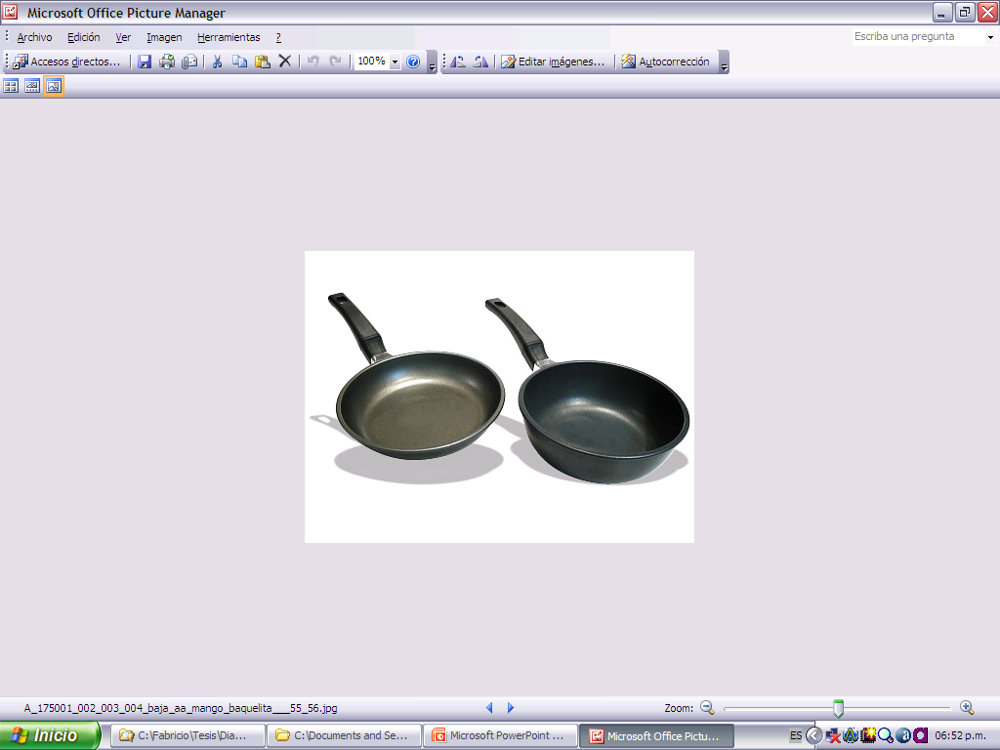 Microsoft Office Picture Manager
Archivo Edición Ver Imagen Herramientas ? Escriba una pregunta
Accesos directos... 100% Editar imágenes... Autocorrección
A_175001_002_003_004_baja_aa_mango_baquelita___55_56.jpg Zoom:
Inicio C:\Fabricio\Tesis\Dia... C:\Documents and Se... Microsoft PowerPoint ... Microsoft Office Pictu... ES 06:52 p.m.